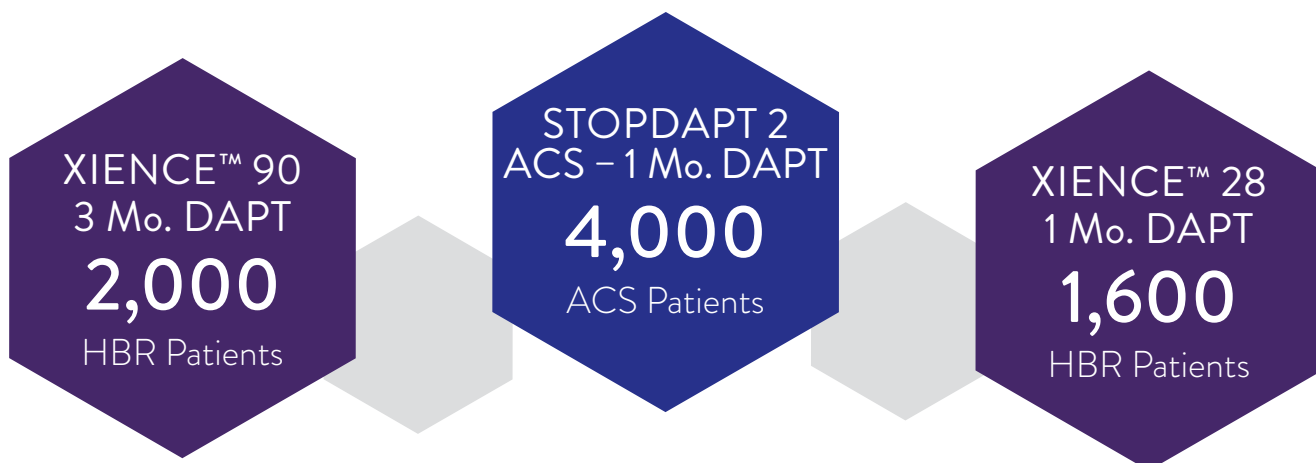 XIENCE™ 90
3 Mo. DAPT
2,000
HBR Patients
STOPDAPT 2
ACS – 1 Mo. DAPT
4,000
ACS Patients
XIENCE™ 28
1 Mo. DAPT
1,600
HBR Patients